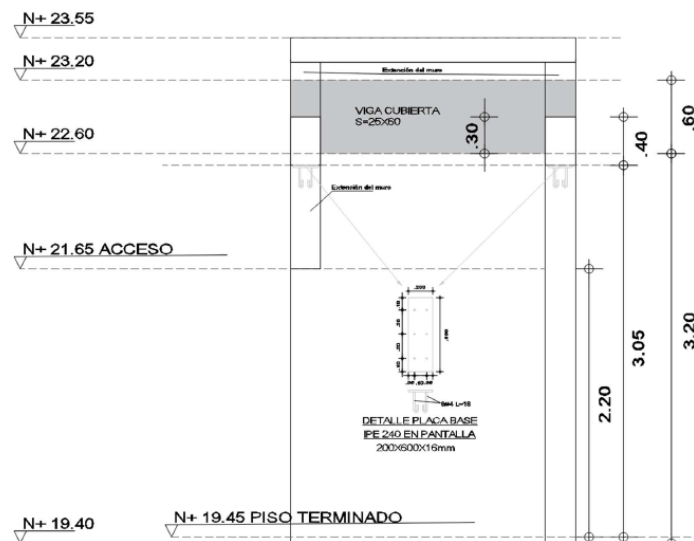 N+ 23.55
N+ 23.20
Extensión del muro
VIGA CUBIERTA
S=25X60
.30
.40
.60
N+ 22.60
Extensión del muro
N+ 21.65 ACCESO
.200
2.20
3.05
3.20
DETALLE PLACA BASE
IPE 240 EN PANTALLA
200X600X16mm
N+ 19.45 PISO TERMINADO
N+ 19.40